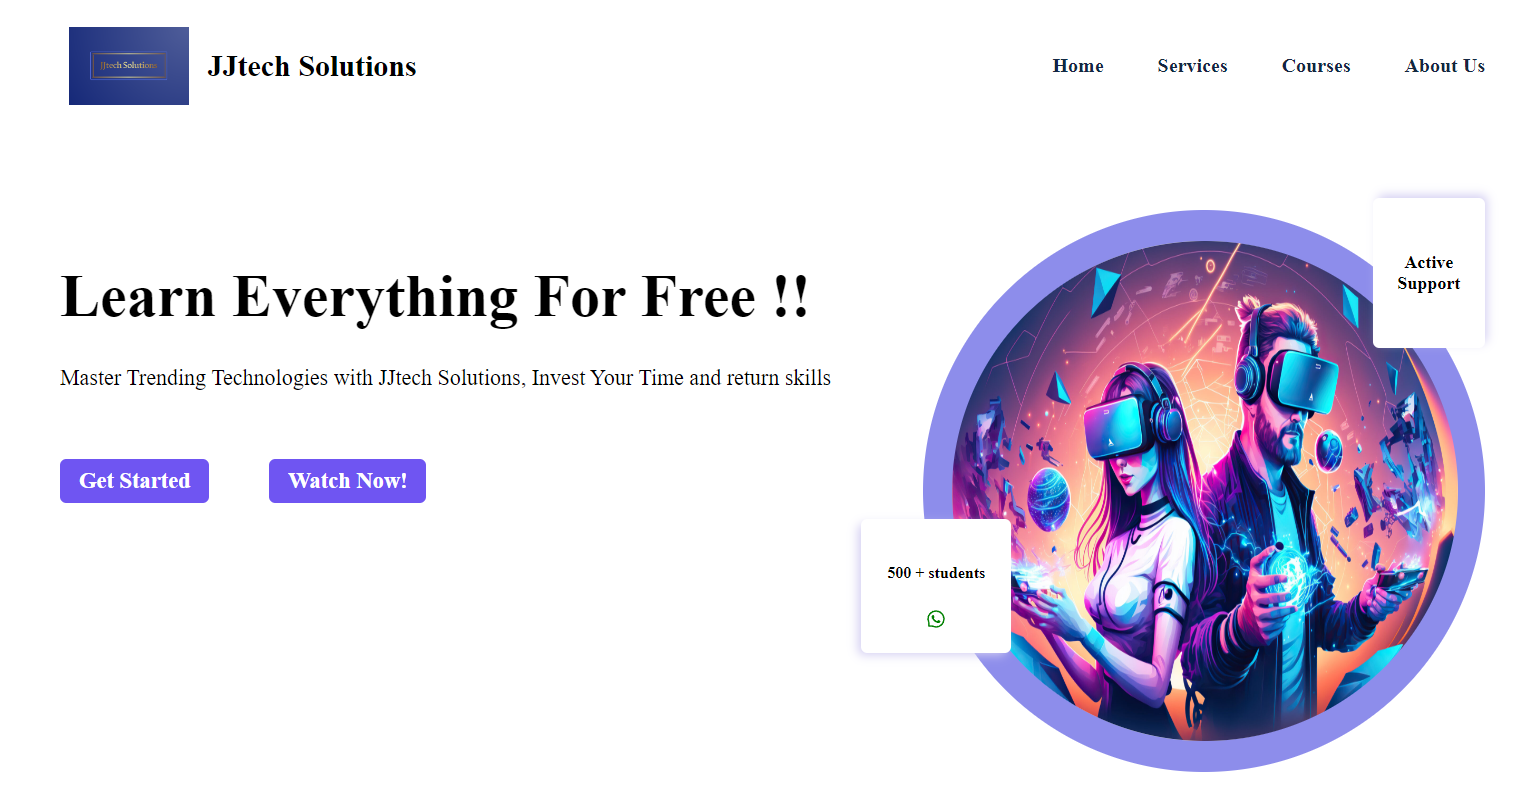 JJtech Solutions
JJtech Solutions
Home
Services
Courses
About Us
Active
Support
Learn Everything For Free !!
Master Trending Technologies with JJtech Solutions, Invest Your Time and return skills
Get Started
Watch Now!
500 + students